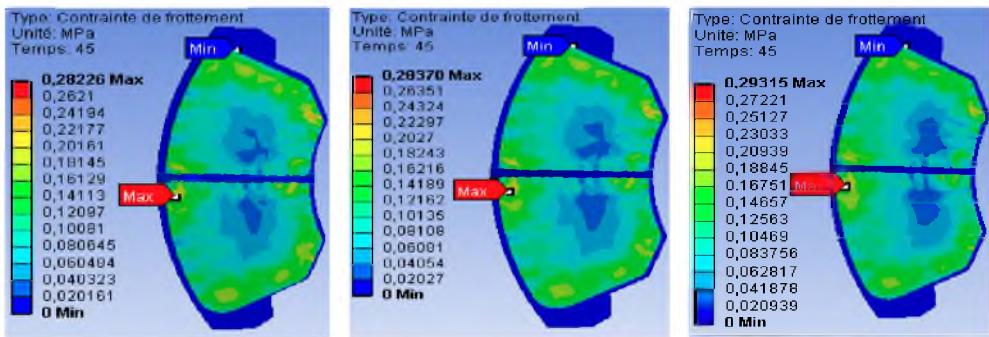 Type: Contrainte de frottement
Unité: MPa
Temps: 45
Min
0,28226 Max
0,2621
0,24194
0,22177
0,20161
0,18145
0,16129
0,14113
0,12097
0,10081
0,080645
0,060484
0,040323
0,020161
0 Min
Max
Type: Contrainte de frottement
Unité: MPa
Temps: 45
Min
0,28370 Max
0,26351
0,24324
0,22297
0,2027
0,18243
0,16216
0,14189
0,12162
0,10135
0,08108
0,06081
0,04054
0,02027
0 Min
Max
Type: Contrainte de frottement
Unité: MPa
Temps: 45
Min
0,29315 Max
0,27221
0,25127
0,23033
0,20939
0,18845
0,16751
0,14657
0,12563
0,10469
0,083756
0,062817
0,041878
0,020939
0 Min
Max